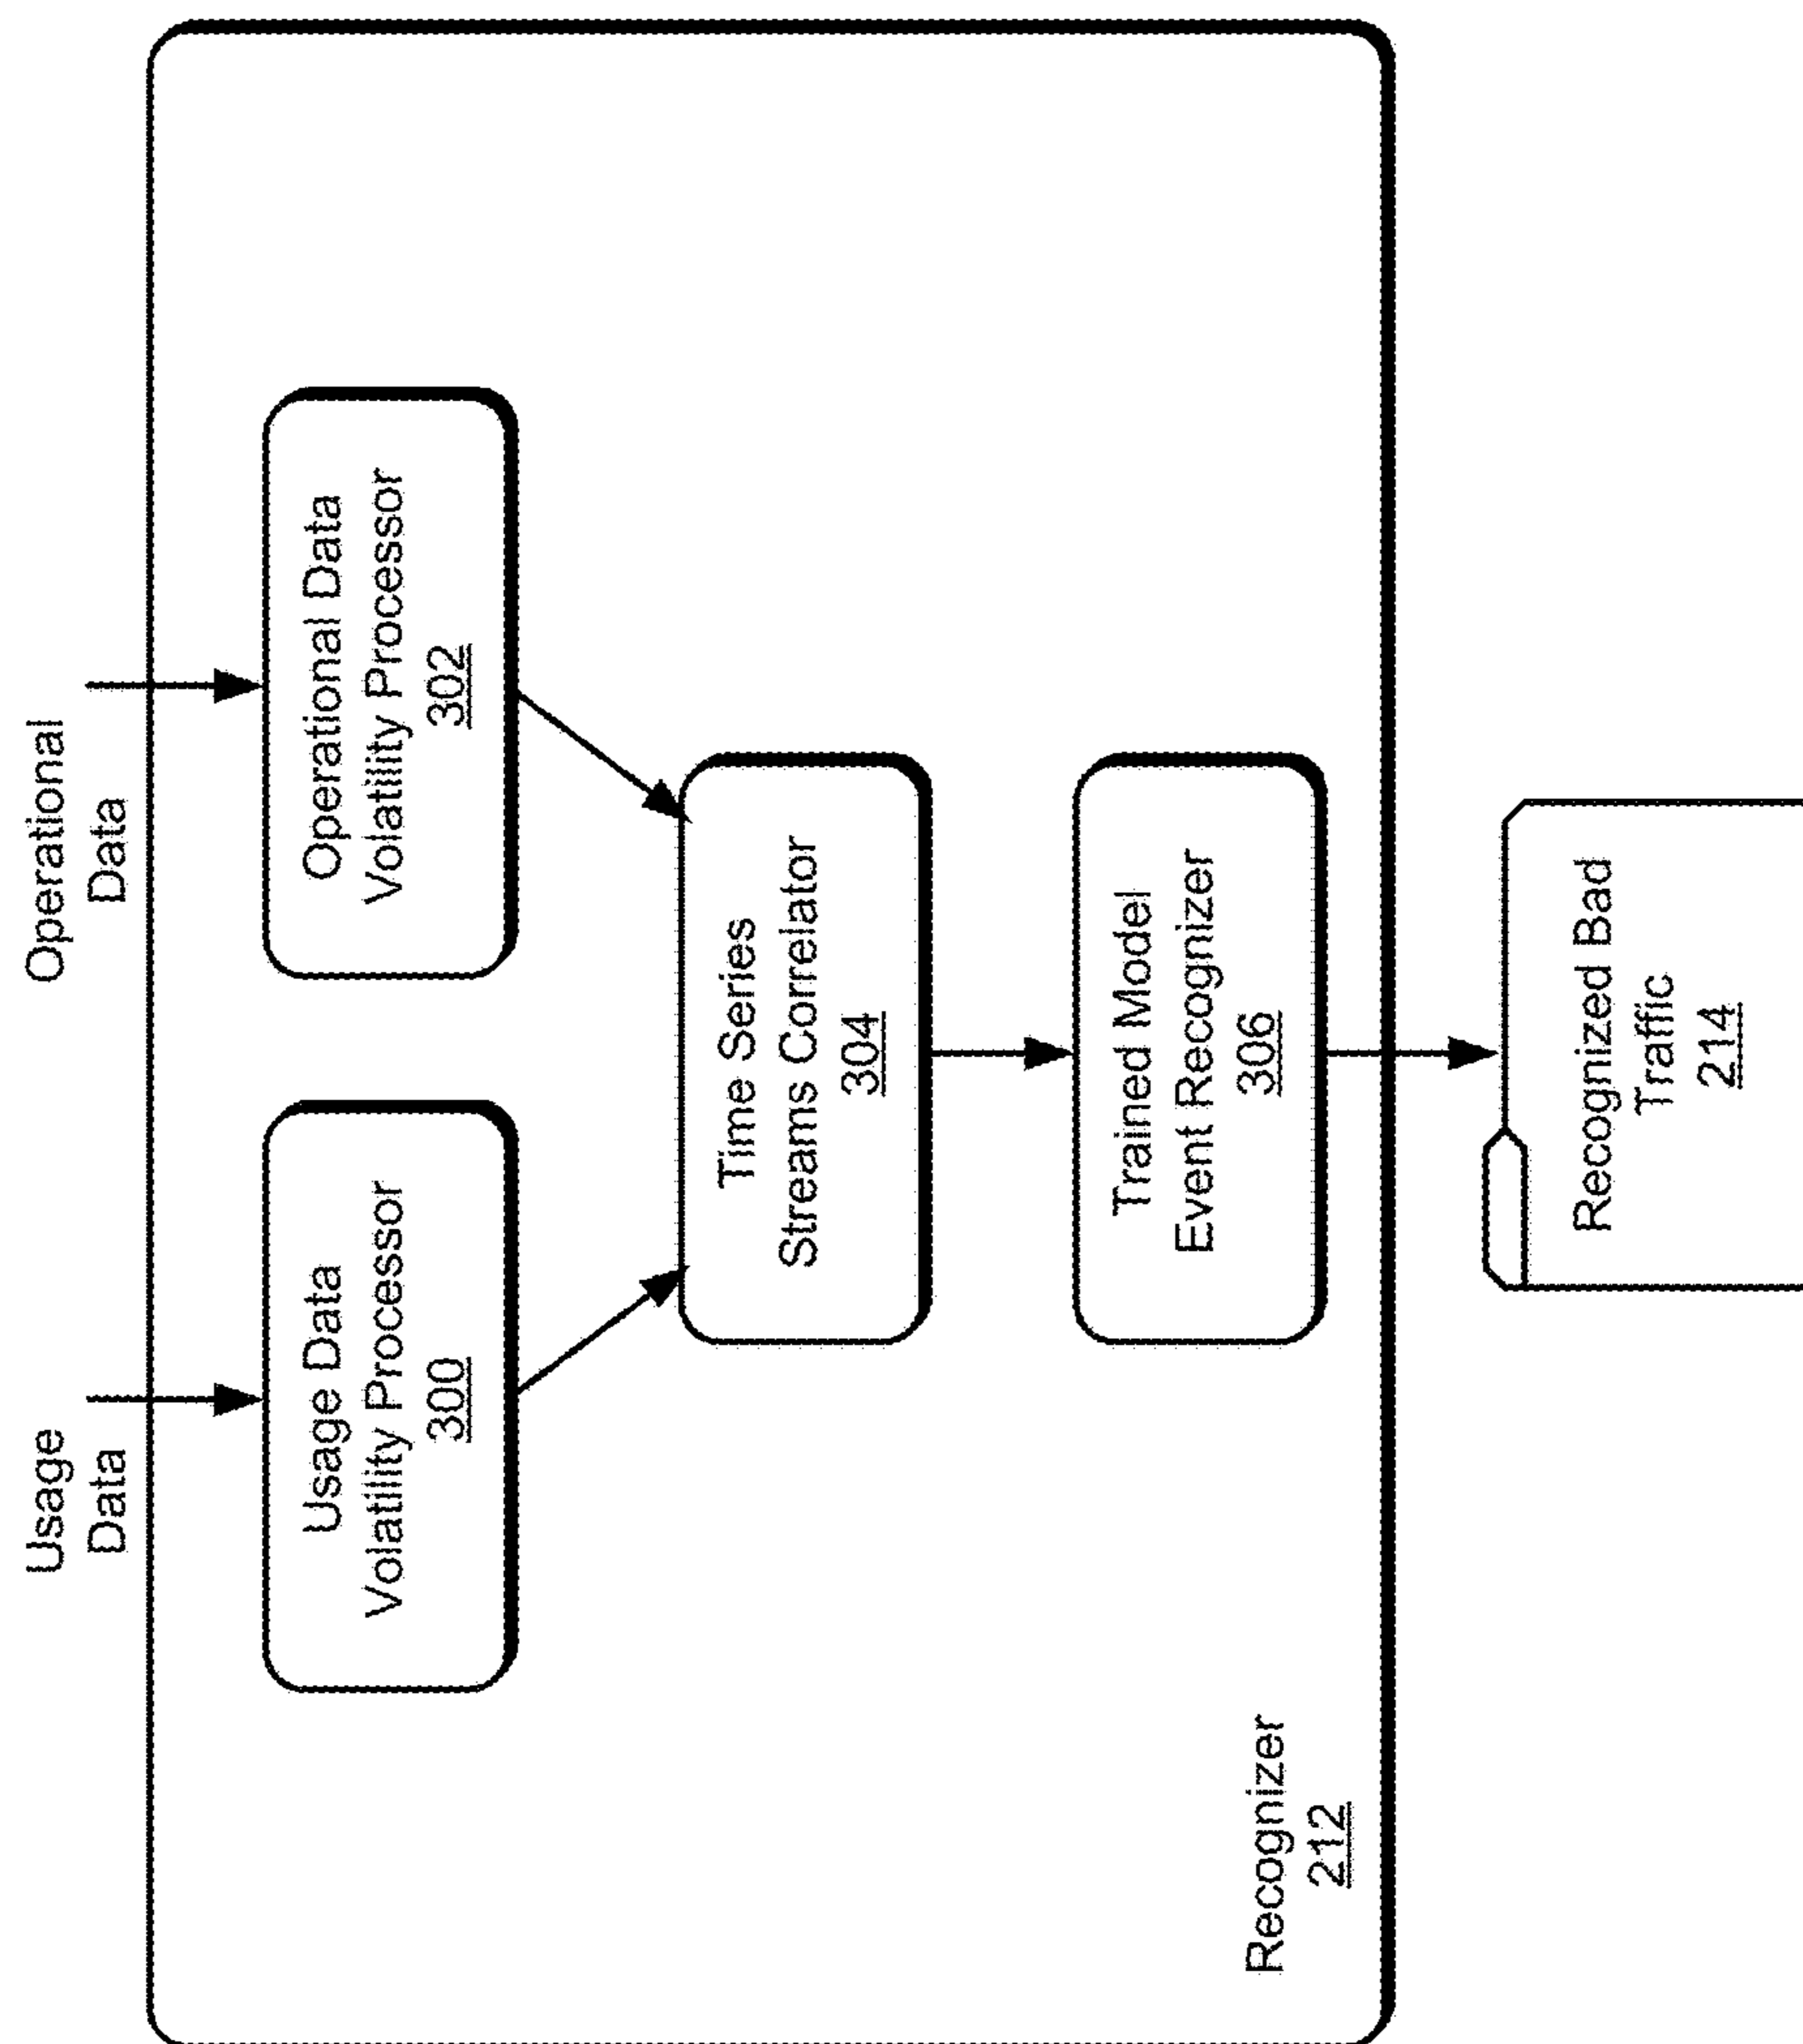 Usage
Data
Operational
Data
Usage Data
Volatility Processor
300
Operational Data
Volatility Processor
302
Time Series
Streams Correlator
304
Trained Model
Event Recognizer
306
Recognizer
212
Recognized Bad
Traffic
214